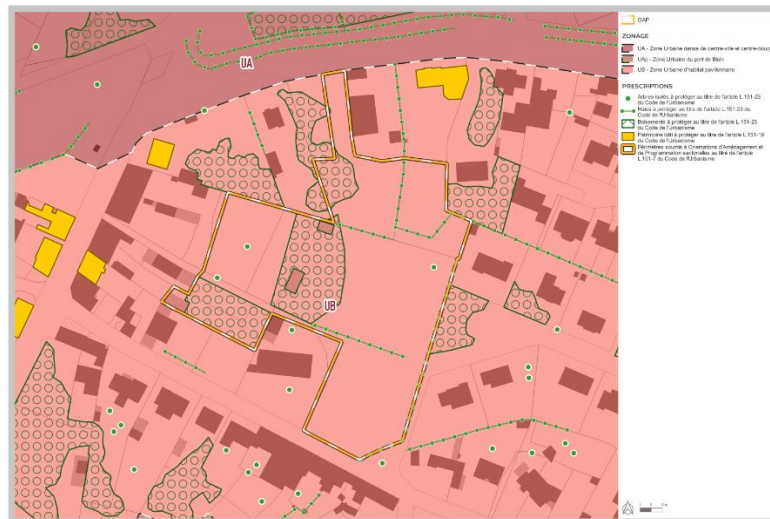 OAP
ZONAGE
UA - Zone Urbaine dense de centre-ville et centre-bourg
UAp - Zone Urbaine du port de Blain
UB - Zone Urbaine d'habitat pavillonnaire
PRESCRIPTIONS
Arbres isolés à protéger au titre de l'article L.151-23
du Code de l'Urbanisme
Haies à protéger au titre de l'article L.151-23 du
Code de l'Urbanisme
Boisements à protéger au titre de l'article L.151-23
du Code de l'Urbanisme
Patrimoine bâti à protéger au titre de l'article L.151-19
du Code de l'Urbanisme
Périmètres soumis à Orientations d'Aménagement et
de Programmation sectorielles au titre de l'article
L.151-7 du Code de l'Urbanisme
UA
UB